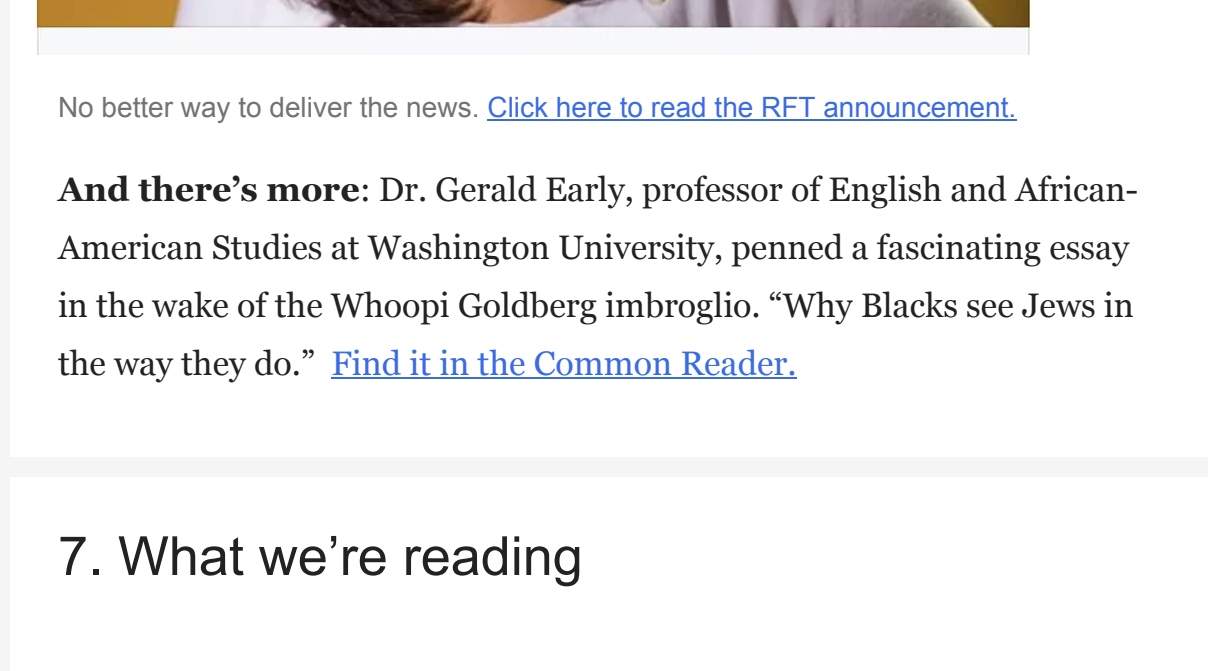 No better way to deliver the news. Click here to read the RFT announcement.
And there’s more: Dr. Gerald Early, professor of English and African-
American Studies at Washington University, penned a fascinating essay
in the wake of the Whoopi Goldberg imbroglio. “Why Blacks see Jews in
the way they do.”  Find it in the Common Reader.
7. What we’re reading